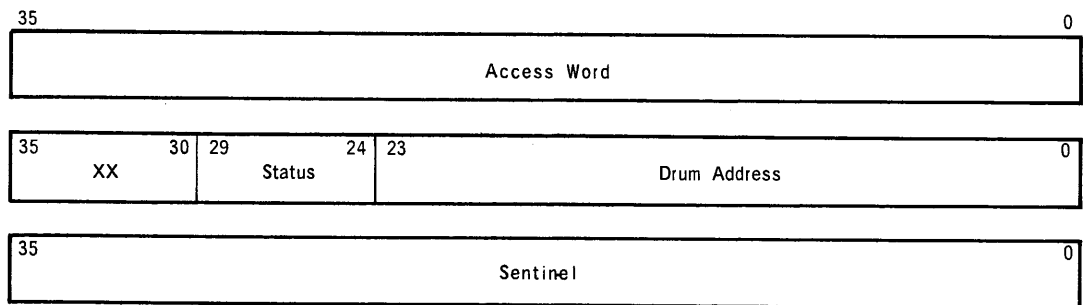 35 0
Access Word
35 30 29 24 23 0
XX Status Drum Address
35 0
Sentinel